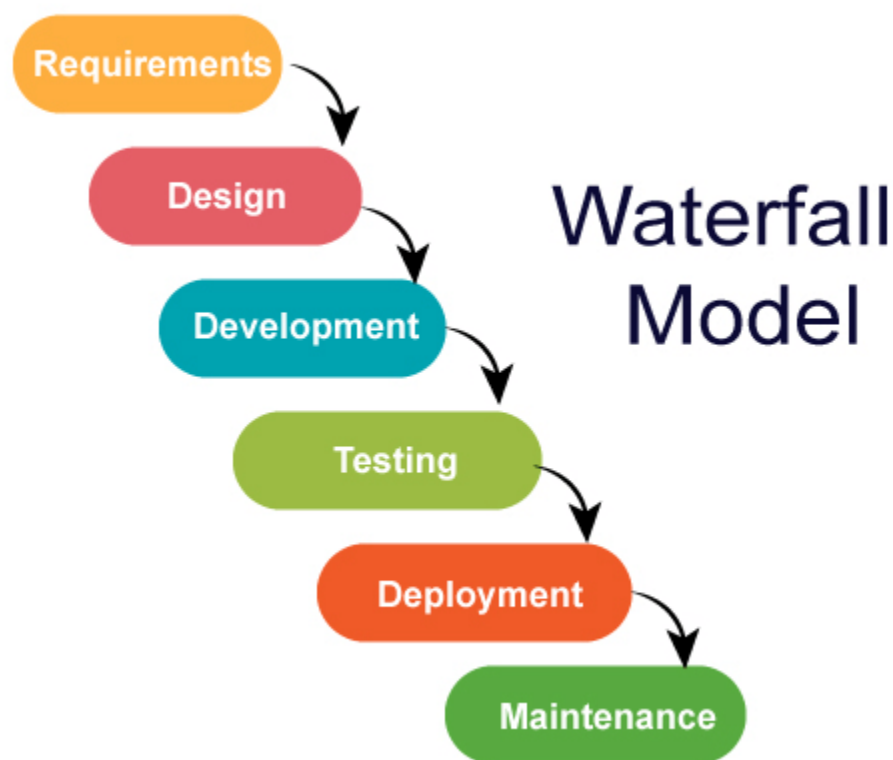 Requirements
Design
Waterfall
Model
Development
Testing
Deployment
Maintenance